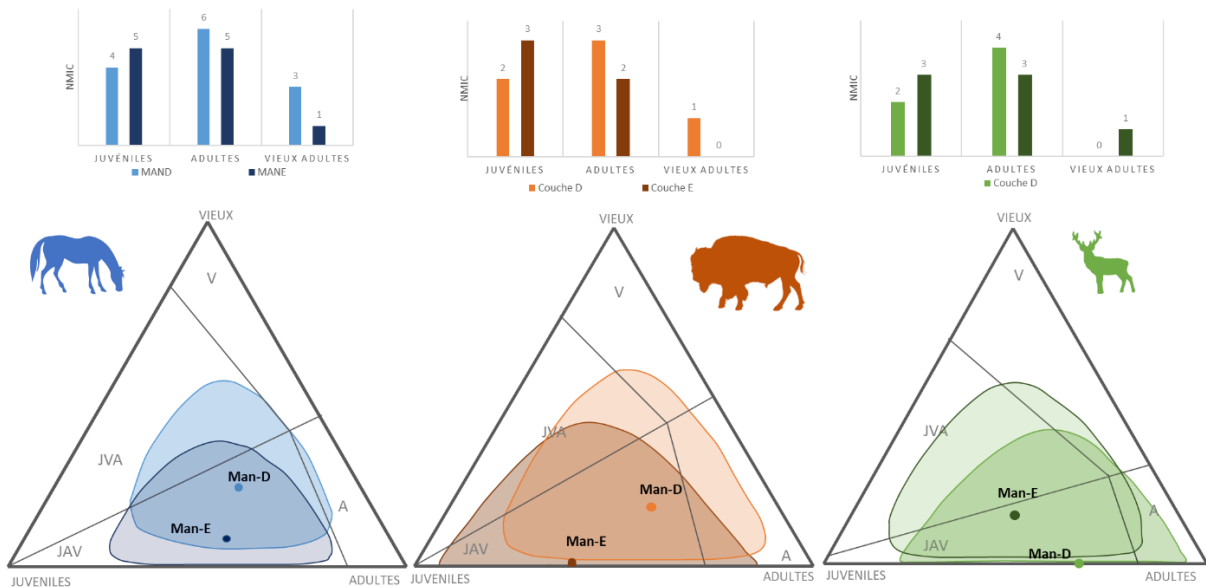 4
5
6
5
3
1
NMIC
JUVÉNILES
ADULTES
VIEUX ADULTES
MAND
MANE
2
3
3
2
1
0
NMIC
JUVÉNILES
ADULTES
VIEUX ADULTES
Couche D
Couche E
2
3
4
3
0
1
NMIC
JUVÉNILES
ADULTES
VIEUX ADULTES
Couche D
VIEUX
V
JVA
Man-D
A
Man-E
JAV
JUVENILES
ADULTES
VIEUX
V
JVA
Man-D
Man-E
JAV
A
JUVENILES
ADULTES
VIEUX
V
JVA
Man-E
A
JAV
Man-D
JUVENILES
ADULTES